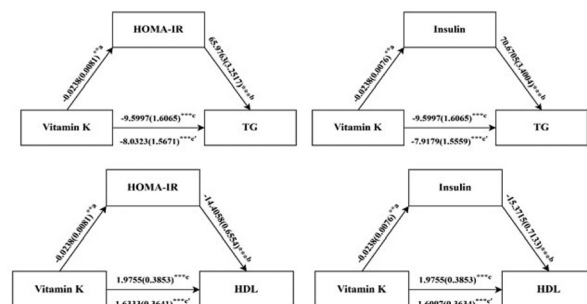 HOMA-IR
-0.0238(0.0081)**a
65.9763(3.2517)***b
Vitamin K
-9.5997(1.6065)***c
-8.0323(1.5671)***c'
TG
Insulin
-0.0238(0.0076)**a
70.6705(3.4004)***b
Vitamin K
-9.5997(1.6065)***c
-7.9179(1.5559)***c'
TG
HOMA-IR
-0.0238(0.0081)**a
-14.4058(0.6554)***b
Vitamin K
1.9755(0.3853)***c
1.6333(0.3641)***c'
HDL
Insulin
-0.0238(0.0076)**a
-15.3715(0.7133)***b
Vitamin K
1.9755(0.3853)***c
1.6097(0.3634)***c'
HDL